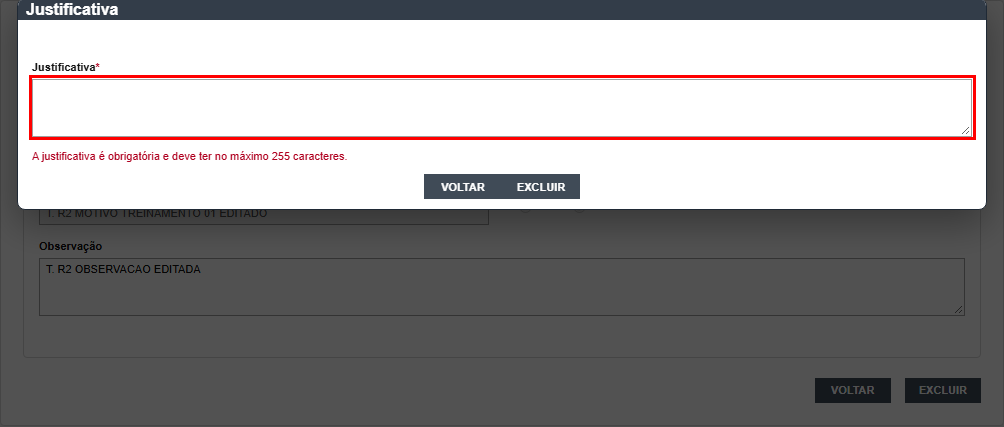 Justificativa
Justificativa*
A justificativa é obrigatória e deve ter no máximo 255 caracteres.
VOLTAR EXCLUIR
T. R2 MOTIVO TREINAMENTO 01 EDITADO
Observação
T. R2 OBSERVACAO EDITADA
VOLTAR EXCLUIR